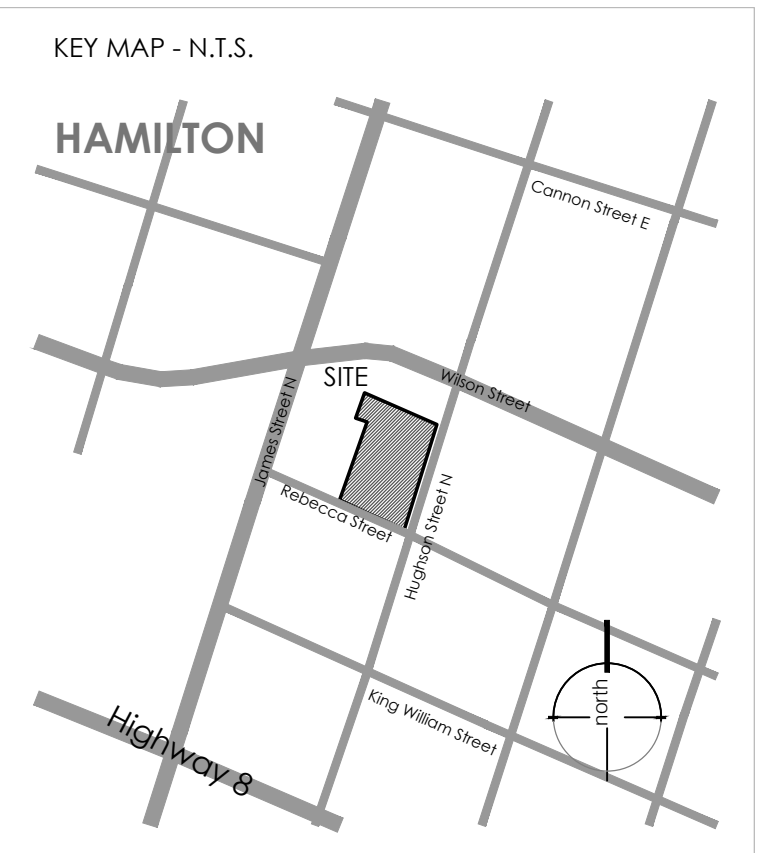 KEY MAP - N.T.S.
HAMILTON
Cannon Street E
SITE
Wilson Street
James Street N
Rebecca Street
Hughson Street N
north
King William Street
Highway 8